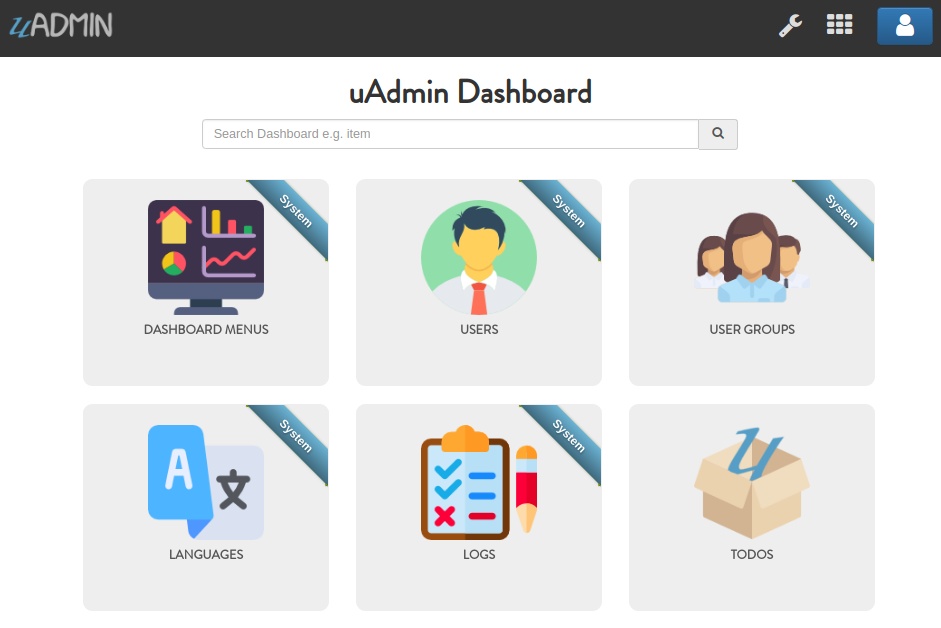 uADMIN
uAdmin Dashboard
Search Dashboard e.g. item
System
System
System
DASHBOARD MENUS
USERS
USER GROUPS
System
System
A 文
U
LANGUAGES
LOGS
TODOS